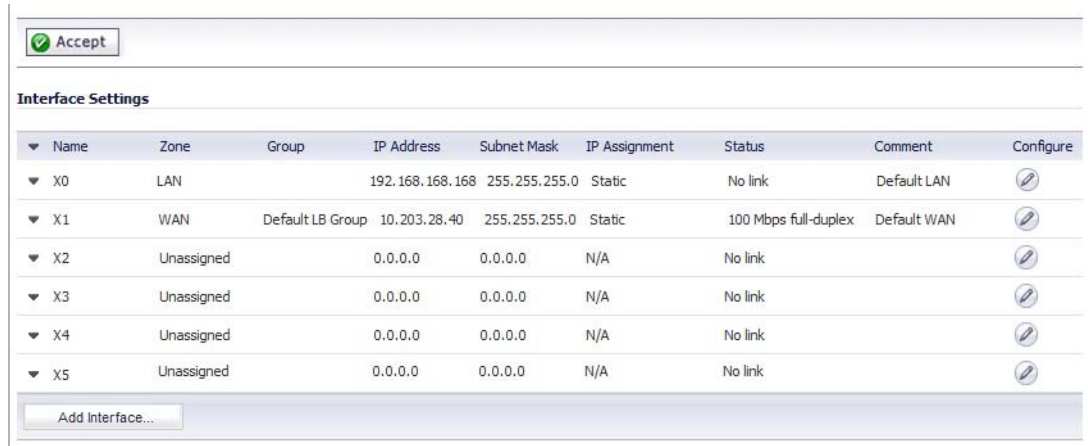 Accept
Interface Settings
Name Zone Group IP Address Subnet Mask IP Assignment Status Comment Configure
X0 LAN 192.168.168.168 255.255.255.0 Static No link Default LAN
X1 WAN Default LB Group 10.203.28.40 255.255.255.0 Static 100 Mbps full-duplex Default WAN
X2 Unassigned 0.0.0.0 0.0.0.0 N/A No link
X3 Unassigned 0.0.0.0 0.0.0.0 N/A No link
X4 Unassigned 0.0.0.0 0.0.0.0 N/A No link
X5 Unassigned 0.0.0.0 0.0.0.0 N/A No link
Add Interface...